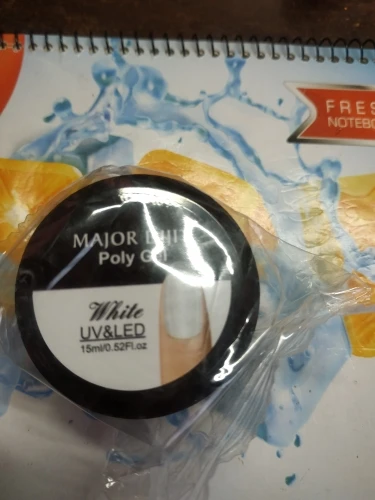 FRES
NOTEBO
MAJOR
Poly
White
UV&LED
15ml/0.52Fl.oz